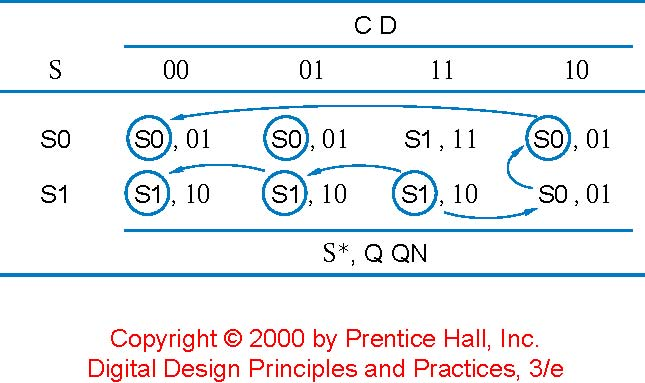 C D
S 00 01 11 10
S0 S0 , 01 S0 , 01 S1 , 11 S0 , 01
S1 S1 , 10 S1 , 10 S1 , 10 S0 , 01
S*, Q QN
Copyright © 2000 by Prentice Hall, Inc.
Digital Design Principles and Practices, 3/e